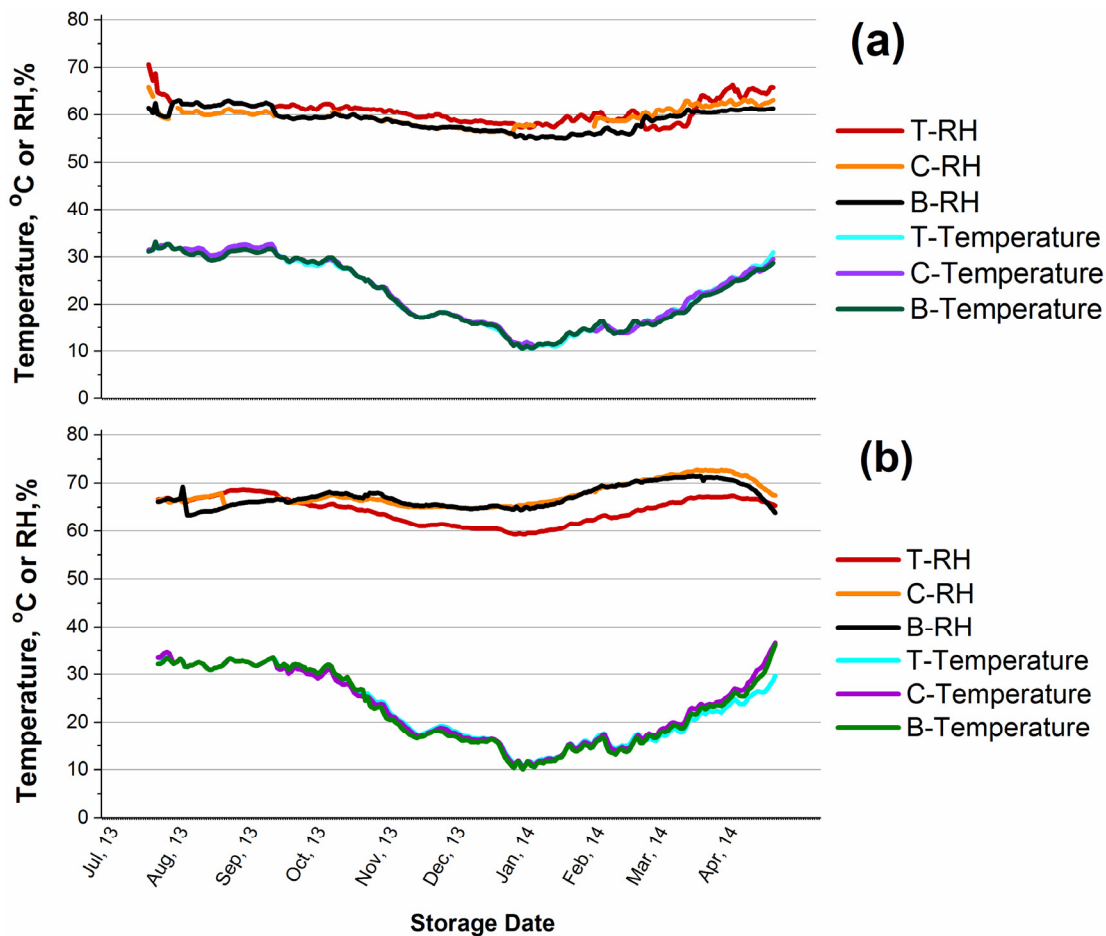 (a)
Temperature, °C or RH,%
80
70
60
50
40
30
20
10
0
T-RH
C-RH
B-RH
T-Temperature
C-Temperature
B-Temperature
(b)
Temperature, °C or RH,%
80
70
60
50
40
30
20
10
0
T-RH
C-RH
B-RH
T-Temperature
C-Temperature
B-Temperature
Jul, 13
Aug, 13
Sep, 13
Oct, 13
Nov, 13
Dec, 13
Jan, 14
Feb, 14
Mar, 14
Apr, 14
Storage Date